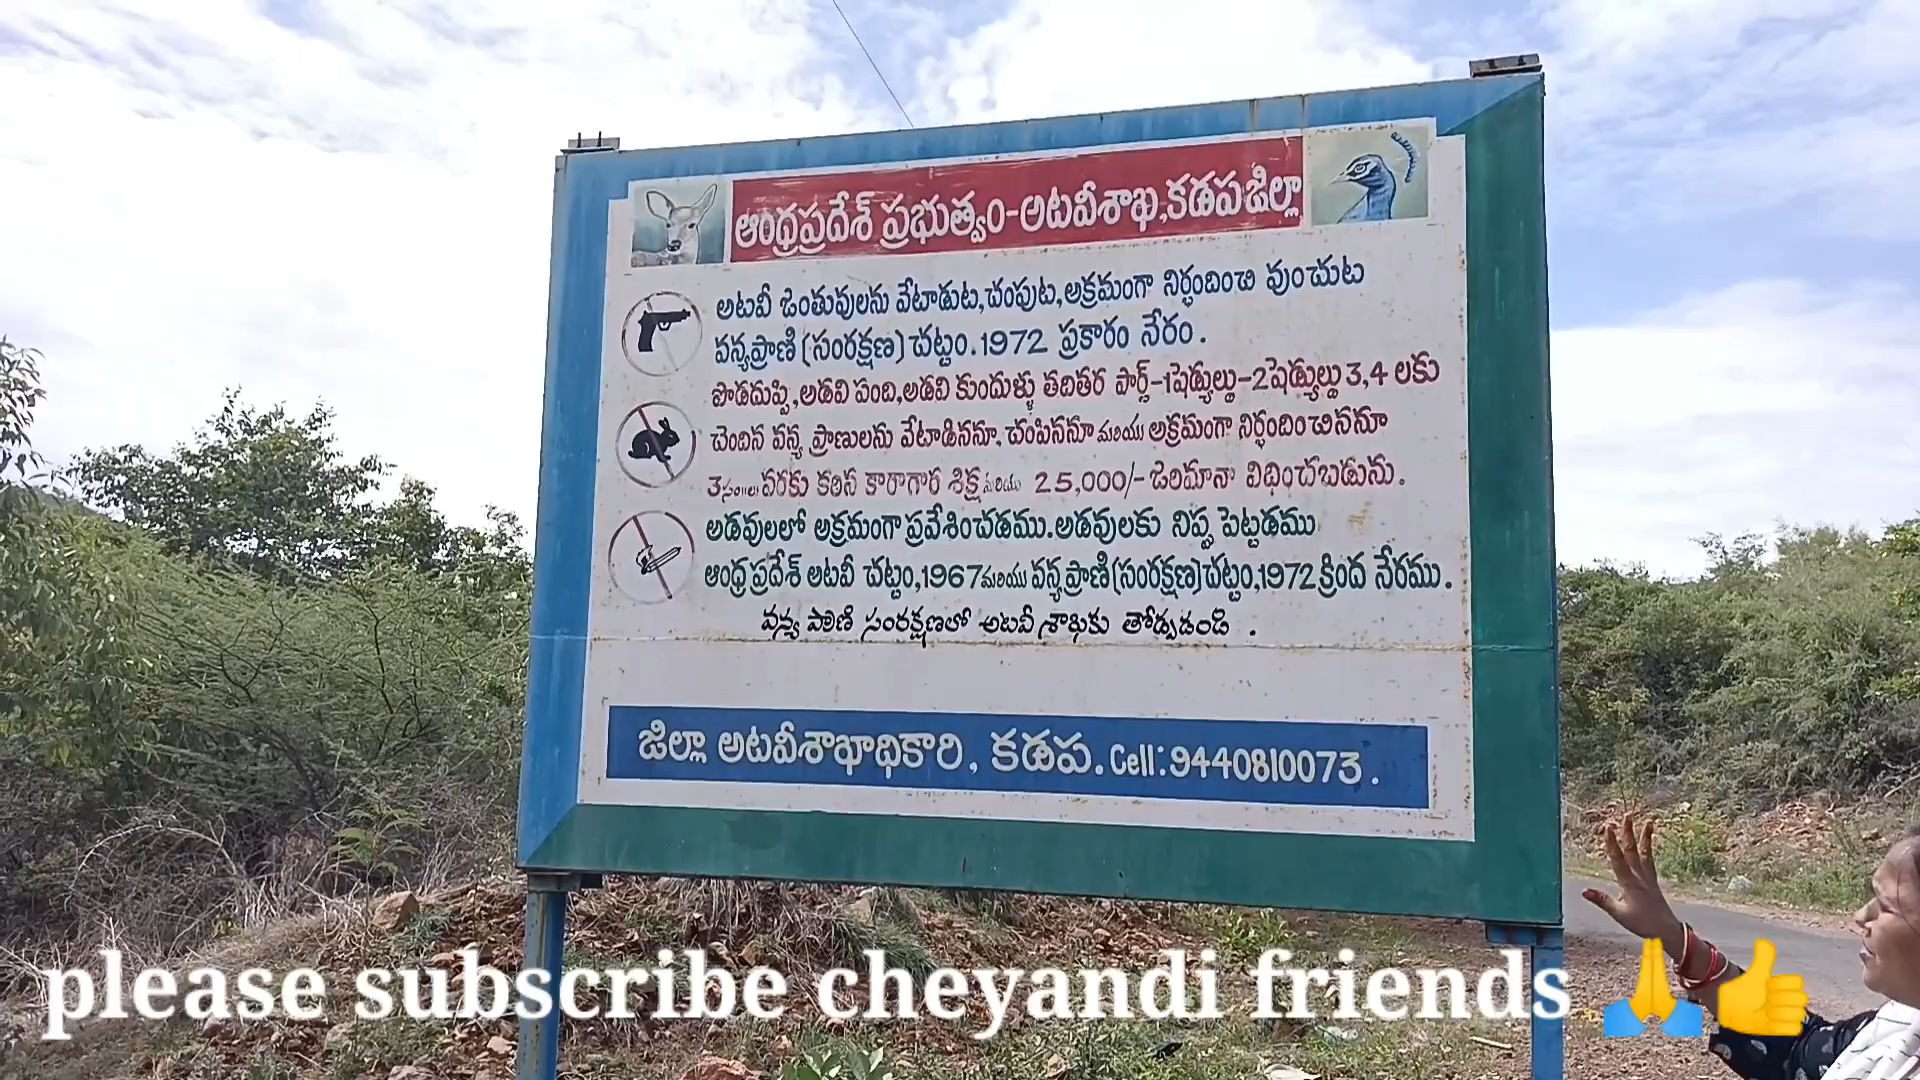 ఆంధ్రప్రదేశ్ ప్రభుత్వం-అటవీశాఖ,కడపజిల్లా
అటవీ జంతువులను వేటాడుట,చంపుట,అక్రమంగా నిర్భందించి వుంచుట
వన్యప్రాణి (సంరక్షణ) చట్టం.1972 ప్రకారం నేరం.
పొడదుప్పి,అడవి పంది,అడవి కుందుళ్ళు తదితర పార్ట్-1షెడ్యుల్లు-2షెడ్యుల్లు 3,4 లకు
చెందిన వన్య ప్రాణులను వేటాడిననూ, చంపిననూ మరియు అక్రమంగా నిర్భందించిననూ
3సం॥ల వరకు కఠిన కారాగార శిక్ష మరియు 25,000/- జరిమానా విధించబడును.
అడవులలో అక్రమంగా ప్రవేశించడము.అడవులకు నిప్పు పెట్టడము
ఆంధ్రప్రదేశ్ అటవీ చట్టం,1967మరియు వన్యప్రాణి(సంరక్షణ)చట్టం,1972క్రింద నేరము.
వన్య ప్రాణి సంరక్షణలో అటవీ శాఖకు తోడ్పడండి .
జిల్లా అటవీశాఖాధికారి, కడప. Cell:9440810073.
please subscribe cheyandi friends 🙏👍